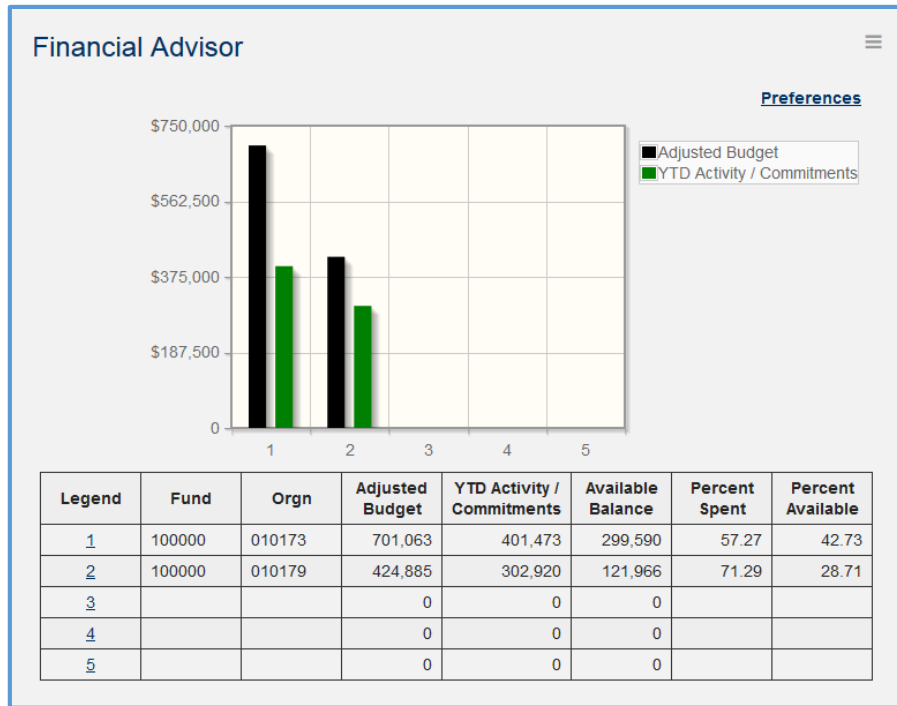 Financial Advisor
Preferences
$750,000
$562,500
$375,000
$187,500
0
1 2 3 4 5
Adjusted Budget
YTD Activity / Commitments
Legend Fund Orgn Adjusted Budget YTD Activity / Commitments Available Balance Percent Spent Percent Available
1 100000 010173 701,063 401,473 299,590 57.27 42.73
2 100000 010179 424,885 302,920 121,966 71.29 28.71
3 0 0 0
4 0 0 0
5 0 0 0